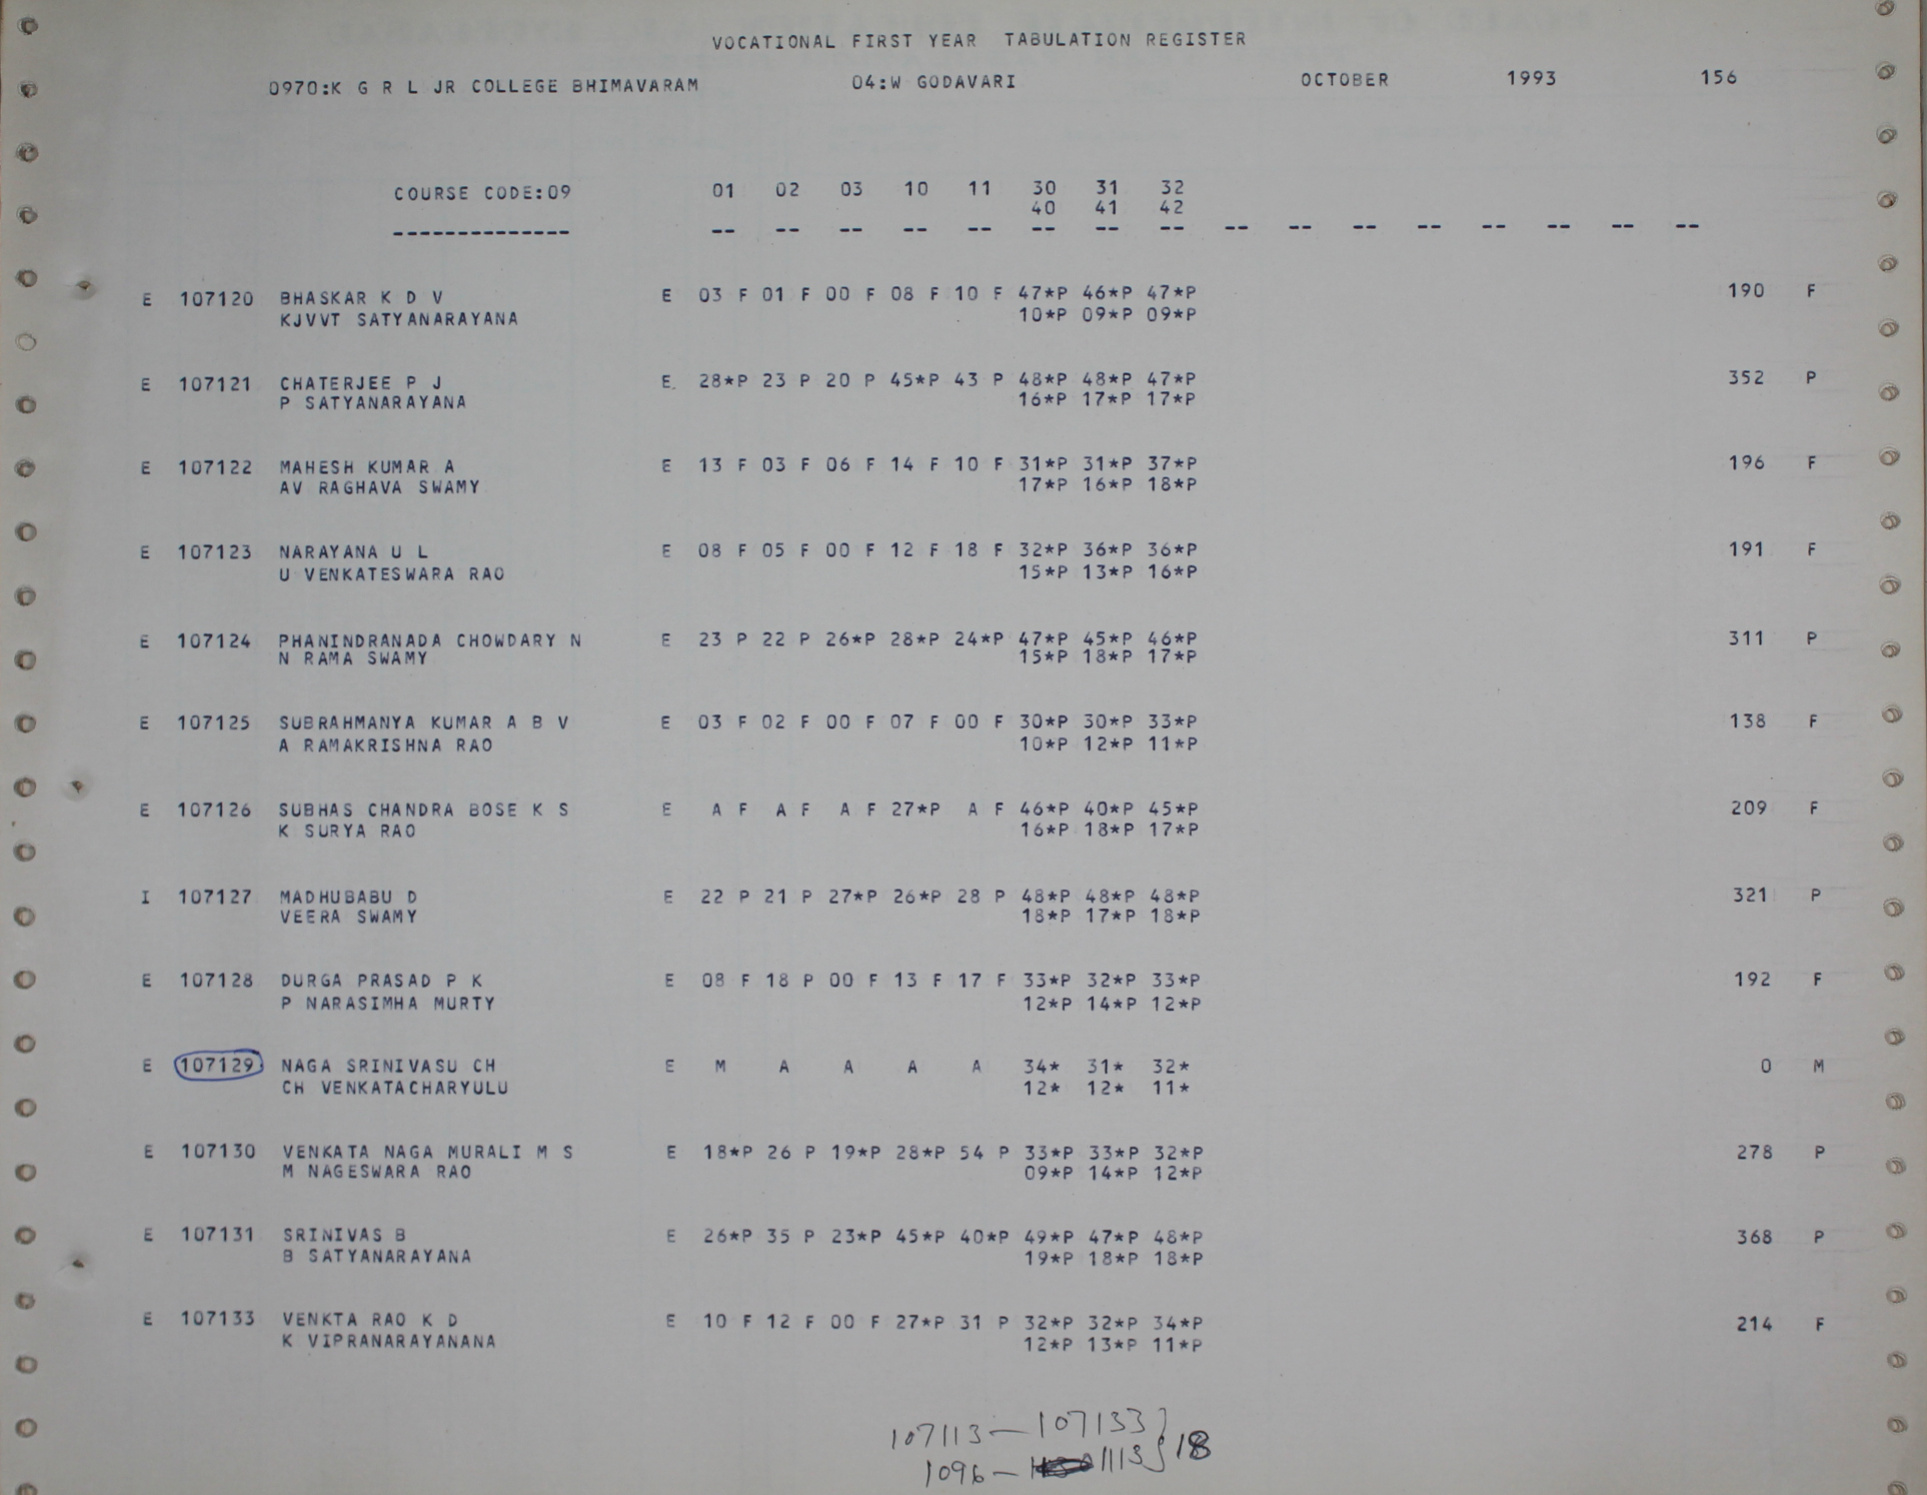 VOCATIONAL FIRST YEAR TABULATION REGISTER
0970:K G R L JR COLLEGE BHIMAVARAM 04:W GODAVARI OCTOBER 1993 156
COURSE CODE:09 01 02 03 10 11 30 31 32
40 41 42
-------------- -- -- -- -- -- -- -- -- -- -- -- -- -- -- -- --
E 107120 BHASKAR K D V E 03 F 01 F 00 F 08 F 10 F 47*P 46*P 47*P 190 F
KJVVT SATYANARAYANA 10*P 09*P 09*P
E 107121 CHATERJEE P J E 28*P 23 P 20 P 45*P 43 P 48*P 48*P 47*P 352 P
P SATYANARAYANA 16*P 17*P 17*P
E 107122 MAHESH KUMAR A E 13 F 03 F 06 F 14 F 10 F 31*P 31*P 37*P 196 F
AV RAGHAVA SWAMY 17*P 16*P 18*P
E 107123 NARAYANA U L E 08 F 05 F 00 F 12 F 18 F 32*P 36*P 36*P 191 F
U VENKATESWARA RAO 15*P 13*P 16*P
E 107124 PHANINDRANADA CHOWDARY N E 23 P 22 P 26*P 28*P 24*P 47*P 45*P 46*P 311 P
N RAMA SWAMY 15*P 18*P 17*P
E 107125 SUBRAHMANYA KUMAR A B V E 03 F 02 F 00 F 07 F 00 F 30*P 30*P 33*P 138 F
A RAMAKRISHNA RAO 10*P 12*P 11*P
E 107126 SUBHAS CHANDRA BOSE K S E A F A F A F 27*P A F 46*P 40*P 45*P 209 F
K SURYA RAO 16*P 18*P 17*P
I 107127 MADHUBABU D E 22 P 21 P 27*P 26*P 28 P 48*P 48*P 48*P 321 P
VEERA SWAMY 18*P 17*P 18*P
E 107128 DURGA PRASAD P K E 08 F 18 P 00 F 13 F 17 F 33*P 32*P 33*P 192 F
P NARASIMHA MURTY 12*P 14*P 12*P
E 107129 NAGA SRINIVASU CH E M A A A A 34* 31* 32* 0 M
CH VENKATACHARYULU 12* 12* 11*
E 107130 VENKATA NAGA MURALI M S E 18*P 26 P 19*P 28*P 54 P 33*P 33*P 32*P 278 P
M NAGESWARA RAO 09*P 14*P 12*P
E 107131 SRINIVAS B E 26*P 35 P 23*P 45*P 40*P 49*P 47*P 48*P 368 P
B SATYANARAYANA 19*P 18*P 18*P
E 107133 VENKTA RAO K D E 10 F 12 F 00 F 27*P 31 P 32*P 32*P 34*P 214 F
K VIPRANARAYANANA 12*P 13*P 11*P
107113 — 107133 } 18
1096 — 1113